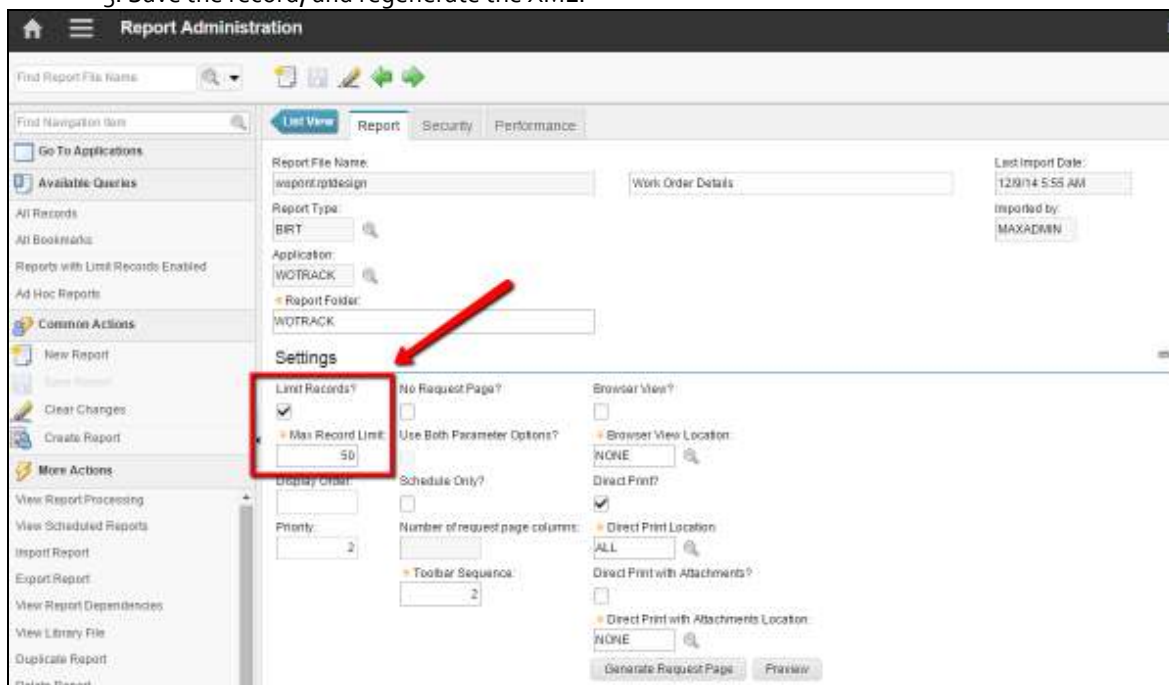 3. Save the record, and regenerate the XML.
Report Administration
Find Report File Name
Find Navigation Item
List View Report Security Performance
Go To Applications
Available Queries
All Records
All Bookmarks
Reports with Limit Records Enabled
Ad Hoc Reports
Common Actions
New Report
Clear Changes
Create Report
More Actions
View Report Processing
View Scheduled Reports
Import Report
Export Report
View Report Dependencies
View Library File
Duplicate Report
Delete Report
Report File Name:
Work Order Details
Last Import Date:
12/9/14 5:55 AM
Report Type:
BIRT
Imported by:
MAXADMIN
Application:
WOTRACK
Report Folder:
WOTRACK
Settings
Limit Records? No Request Page? Browser View?
Max Record Limit: Use Both Parameter Options? Browser View Location:
50 NONE
Display Order: Schedule Only? Direct Print?
Priority: Number of request page columns: Direct Print Location:
2 ALL
Toolbar Sequence: Direct Print with Attachments?
2
Direct Print with Attachments Location:
NONE
Generate Request Page Preview